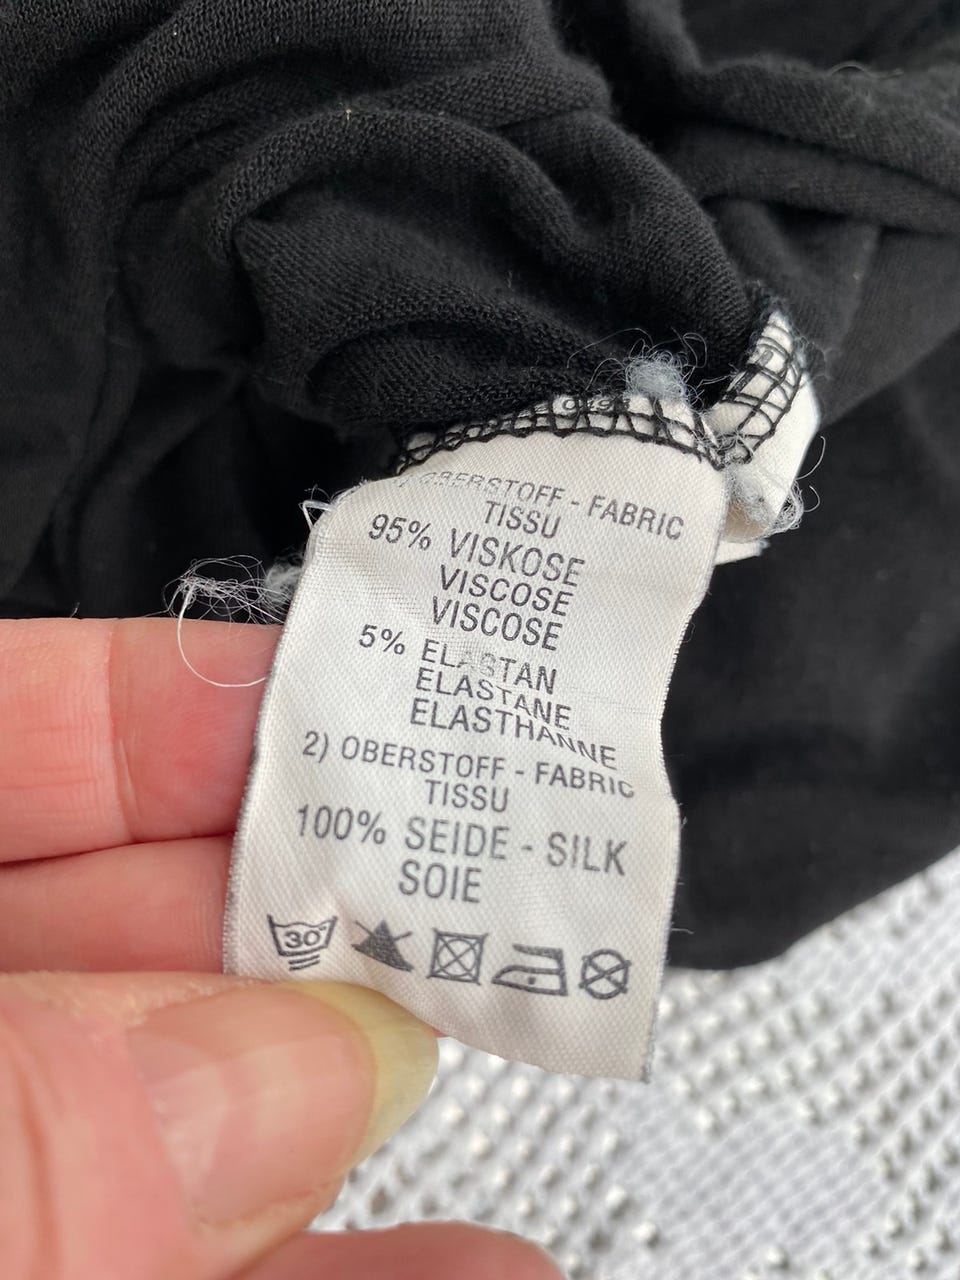 ) OBERSTOFF - FABRIC
TISSU
95% VISKOSE
VISCOSE
VISCOSE
5% ELASTAN
ELASTANE
ELASTHANNE
2) OBERSTOFF - FABRIC
TISSU
100% SEIDE - SILK
SOIE
30°